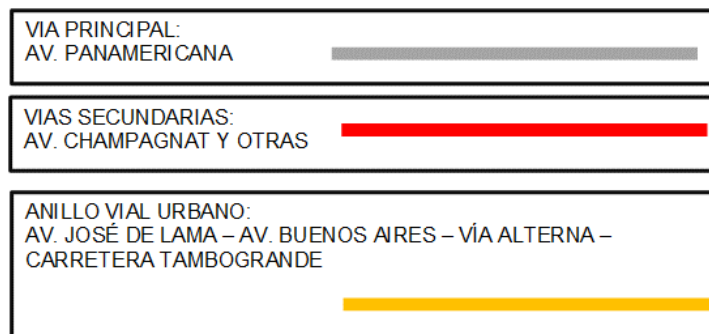 VIA PRINCIPAL:
AV. PANAMERICANA
VIAS SECUNDARIAS:
AV. CHAMPAGNAT Y OTRAS
ANILLO VIAL URBANO:
AV. JOSÉ DE LAMA – AV. BUENOS AIRES – VÍA ALTERNA –
CARRETERA TAMBOGRANDE